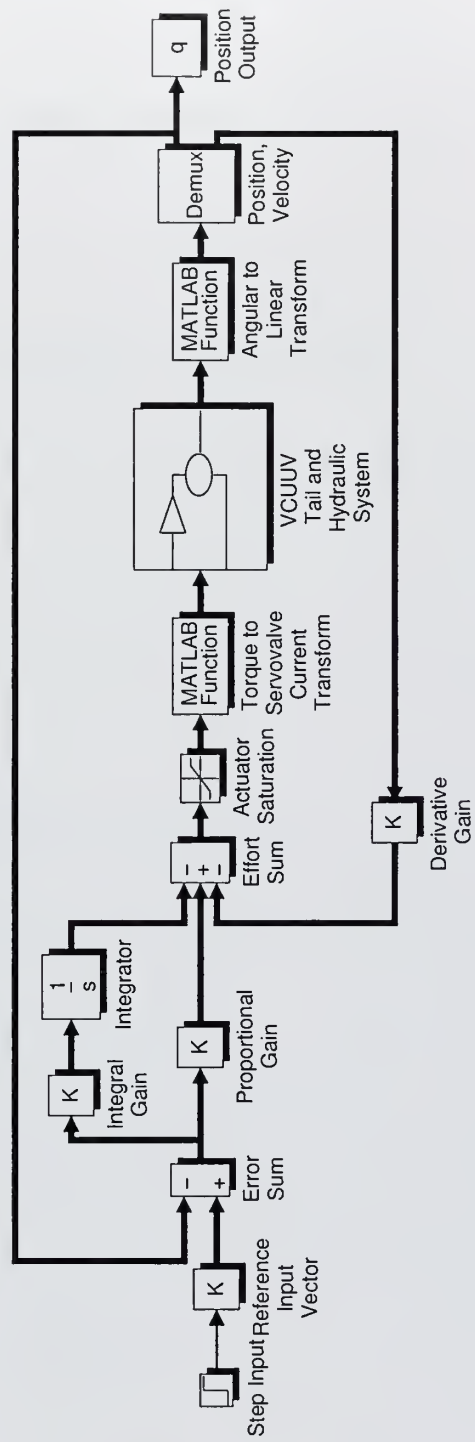 Step Input
K
Reference
Input
Vector
-
+
Error
Sum
K
Integral
Gain
1
s
Integrator
K
Proportional
Gain
-
+
-
Effort
Sum
Actuator
Saturation
MATLAB
Function
Torque to
Servovalve
Current
Transform
VCUUV
Tail and
Hydraulic
System
MATLAB
Function
Angular to
Linear
Transform
Demux
Position,
Velocity
q
Position
Output
K
Derivative
Gain